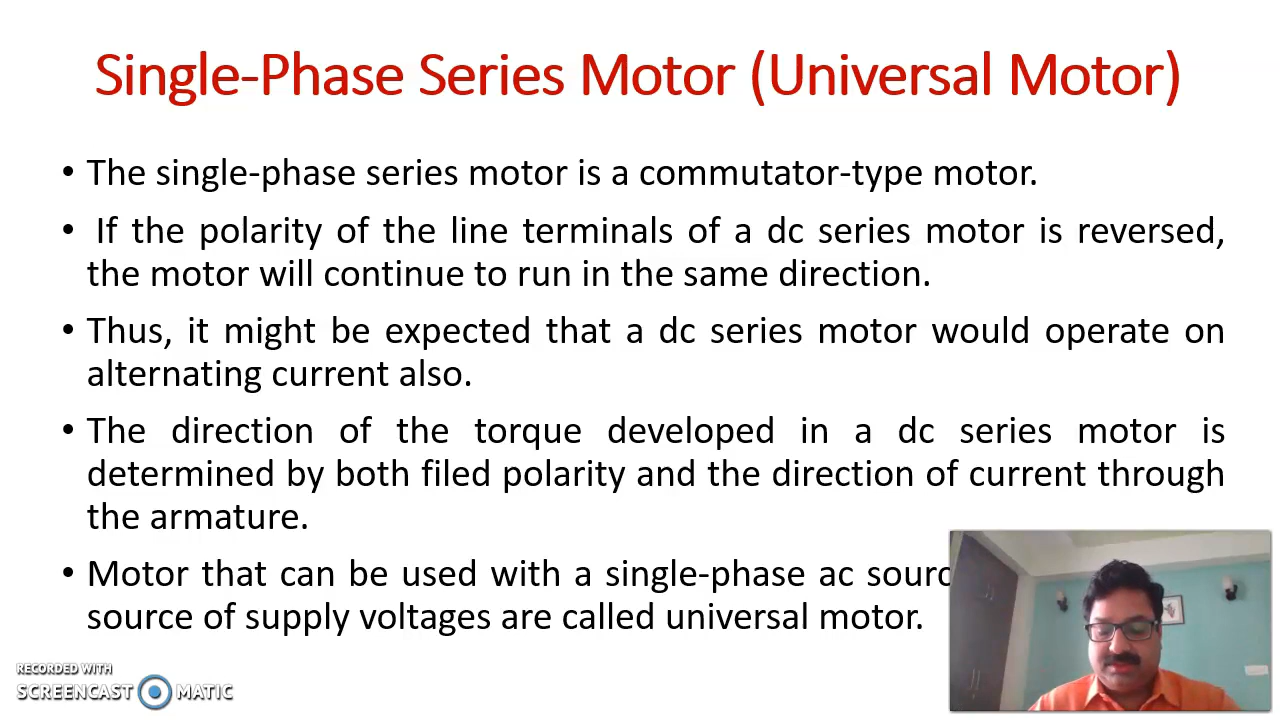 Single-Phase Series Motor (Universal Motor)
• The single-phase series motor is a commutator-type motor.
• If the polarity of the line terminals of a dc series motor is reversed,
the motor will continue to run in the same direction.
• Thus, it might be expected that a dc series motor would operate on
alternating current also.
• The direction of the torque developed in a dc series motor is
determined by both filed polarity and the direction of current through
the armature.
• Motor that can be used with a single-phase ac
source of supply voltages are called universal motor.
RECORDED WITH
SCREENCAST MATIC